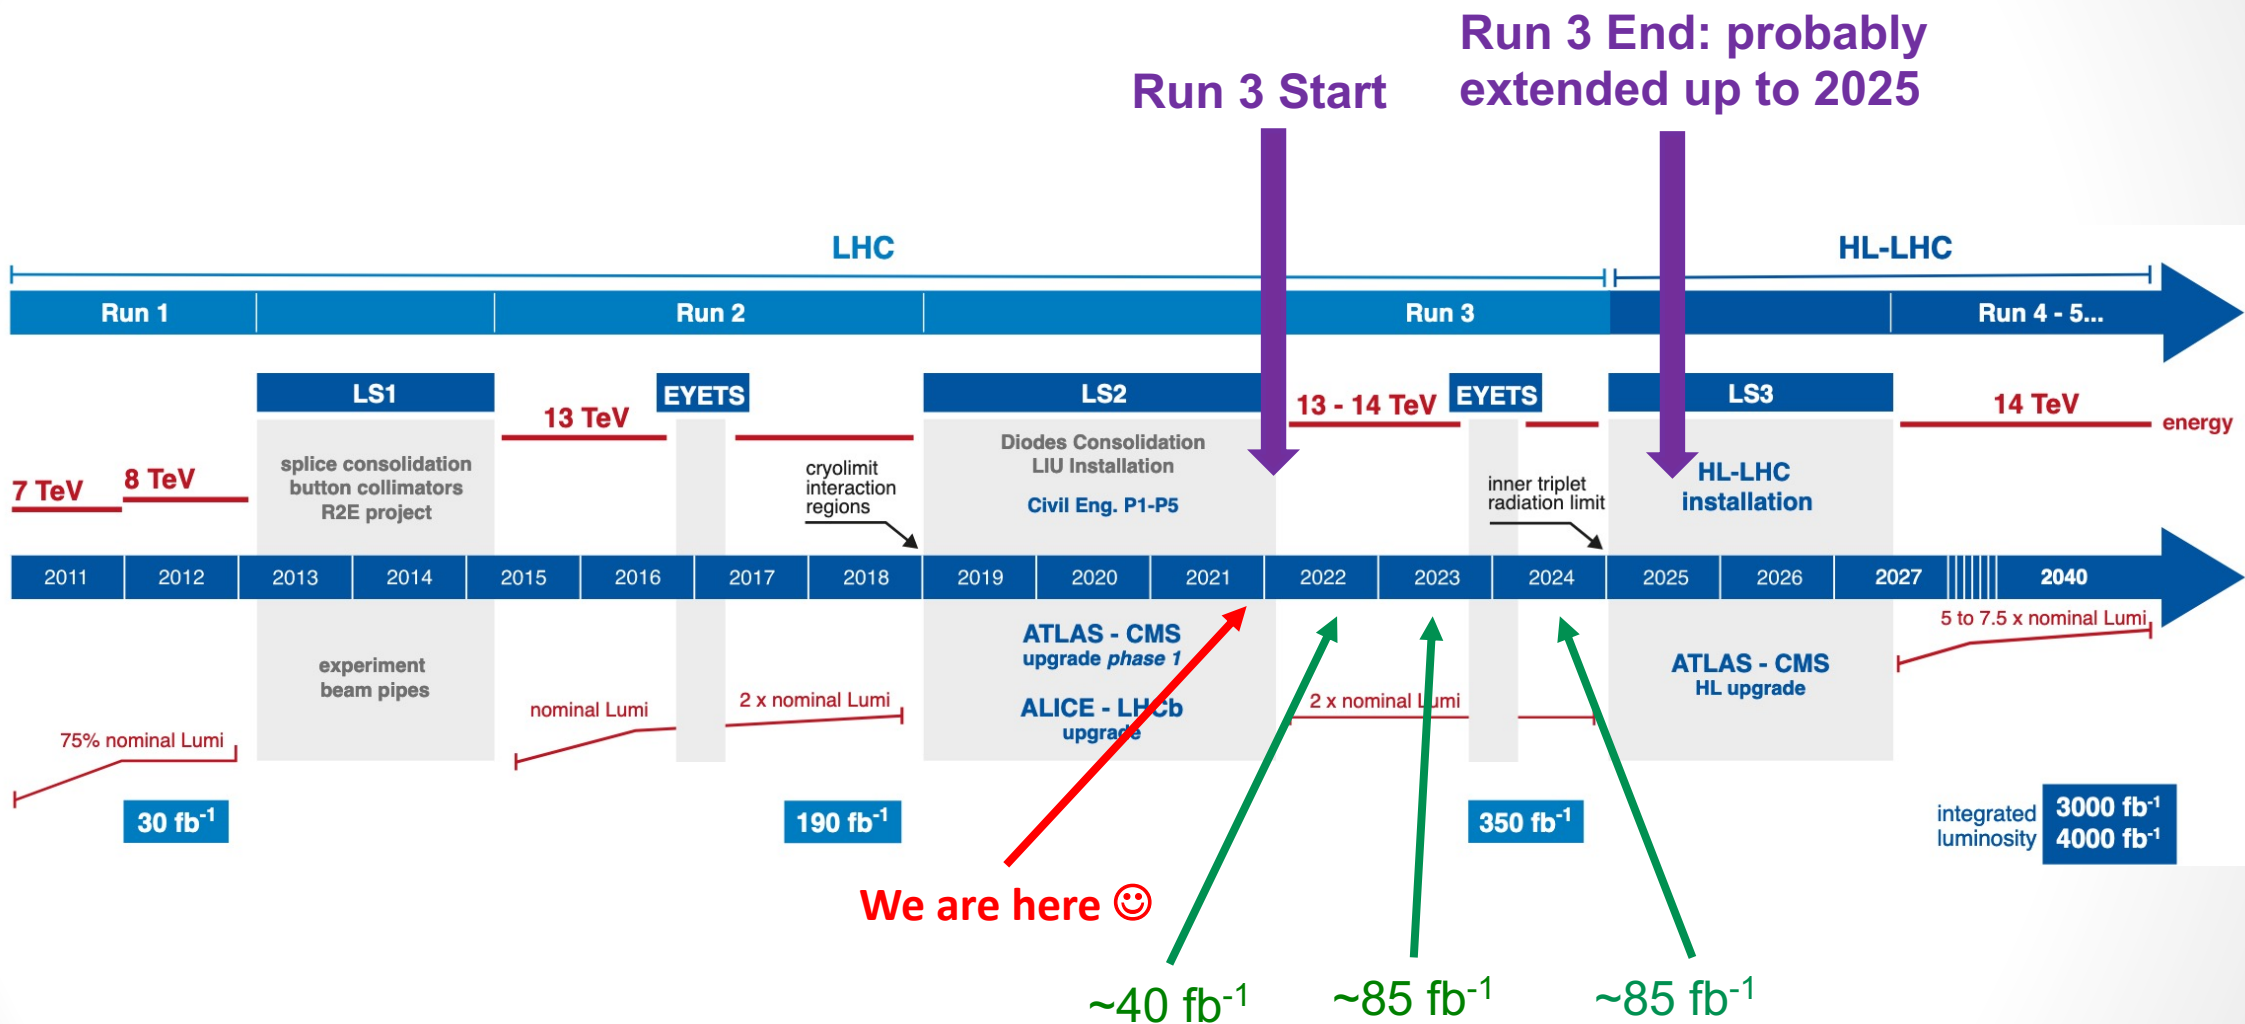 Run 3 Start
Run 3 End: probably
extended up to 2025
LHC
HL-LHC
Run 1
Run 2
Run 3
Run 4 - 5...
LS1
EYETS
LS2
EYETS
LS3
7 TeV
8 TeV
13 TeV
13 - 14 TeV
14 TeV
energy
splice consolidation
button collimators
R2E project
cryolimit
interaction
regions
Diodes Consolidation
LIU Installation
Civil Eng. P1-P5
inner triplet
radiation limit
HL-LHC
installation
2011
2012
2013
2014
2015
2016
2017
2018
2019
2020
2021
2022
2023
2024
2025
2026
2027
2040
experiment
beam pipes
ATLAS - CMS
upgrade phase 1
ALICE - LHCb
upgrade
ATLAS - CMS
HL upgrade
75% nominal Lumi
nominal Lumi
2 x nominal Lumi
2 x nominal Lumi
5 to 7.5 x nominal Lumi
30 fb-1
190 fb-1
350 fb-1
integrated
luminosity
3000 fb-1
4000 fb-1
We are here ☺
~40 fb-1
~85 fb-1
~85 fb-1